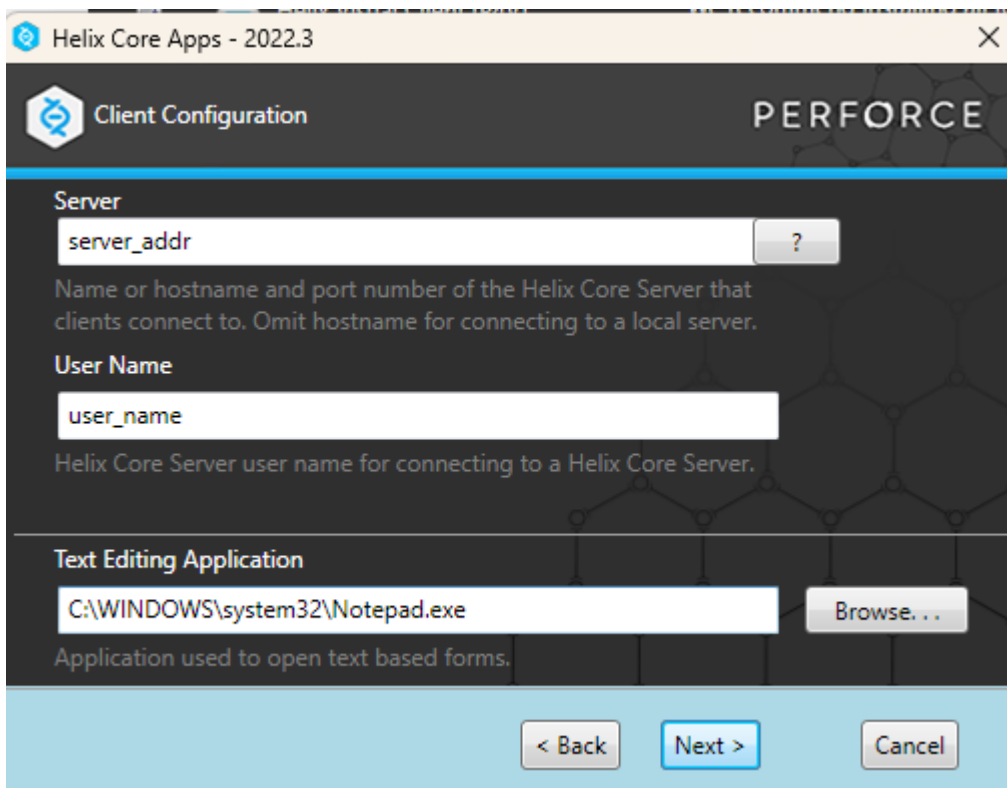 Helix Core Apps - 2022.3
Client Configuration
PERFORCE
Server
server_addr
?
Name or hostname and port number of the Helix Core Server that
clients connect to. Omit hostname for connecting to a local server.
User Name
user_name
Helix Core Server user name for connecting to a Helix Core Server.
Text Editing Application
C:\WINDOWS\system32\Notepad.exe
Browse. . .
Application used to open text based forms.
< Back
Next >
Cancel